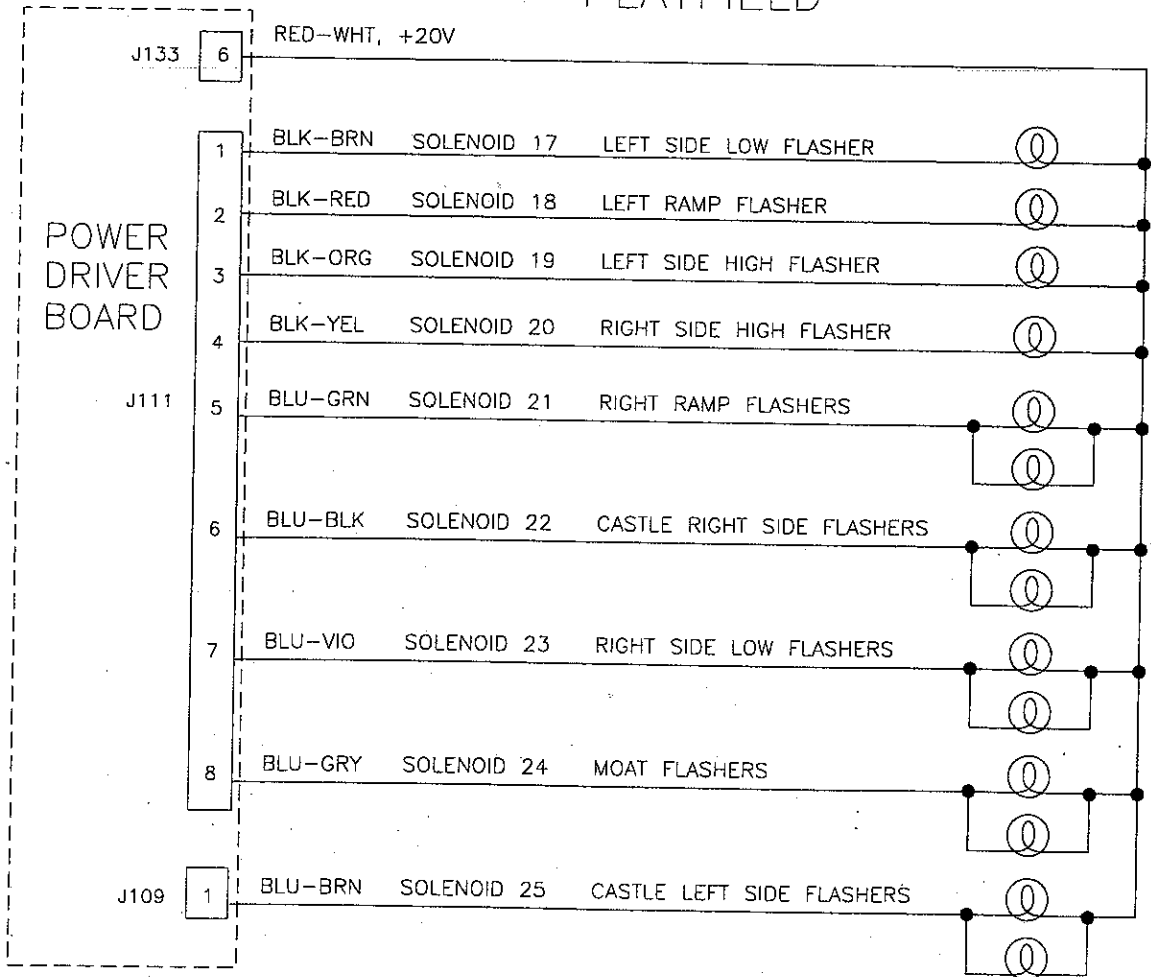 PLAYFIELD
J133 6 RED-WHT, +20V
1 BLK-BRN SOLENOID 17 LEFT SIDE LOW FLASHER
2 BLK-RED SOLENOID 18 LEFT RAMP FLASHER
POWER
DRIVER
BOARD
3 BLK-ORG SOLENOID 19 LEFT SIDE HIGH FLASHER
4 BLK-YEL SOLENOID 20 RIGHT SIDE HIGH FLASHER
J111 5 BLU-GRN SOLENOID 21 RIGHT RAMP FLASHERS
6 BLU-BLK SOLENOID 22 CASTLE RIGHT SIDE FLASHERS
7 BLU-VIO SOLENOID 23 RIGHT SIDE LOW FLASHERS
8 BLU-GRY SOLENOID 24 MOAT FLASHERS
J109 1 BLU-BRN SOLENOID 25 CASTLE LEFT SIDE FLASHERS